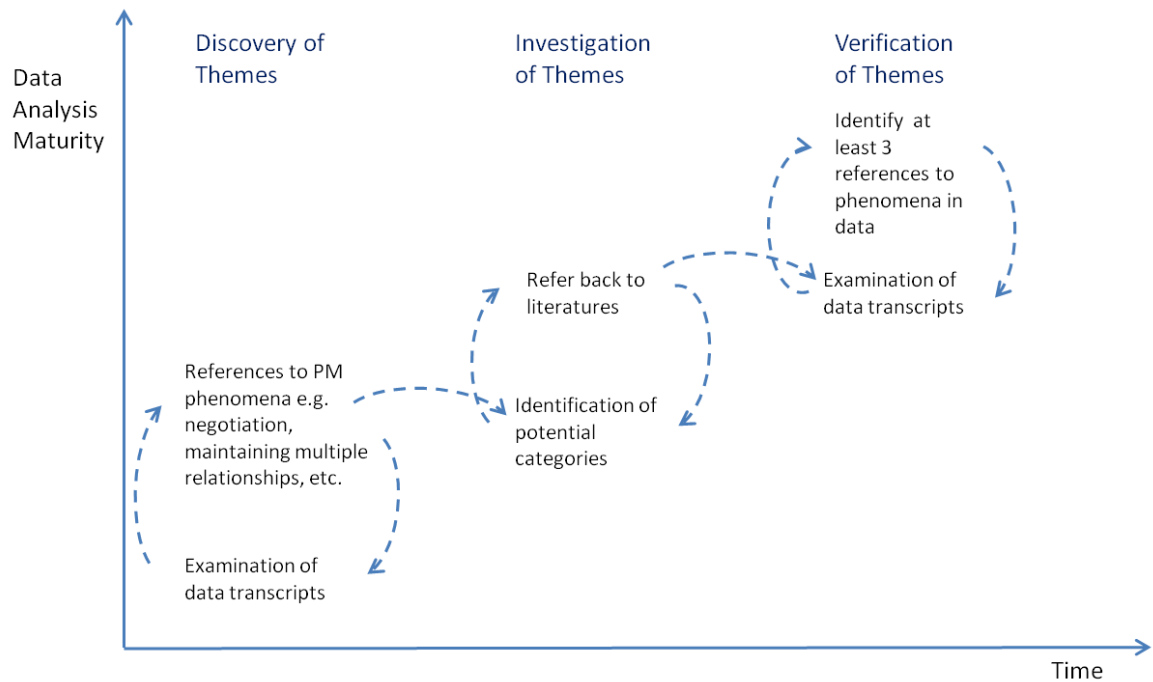 Data
Analysis
Maturity
Discovery of
Themes
References to PM
phenomena e.g.
negotiation,
maintaining multiple
relationships, etc.
Examination of
data transcripts
Investigation
of Themes
Refer back to
literatures
Identification of
potential
categories
Verification
of Themes
Identify  at
least 3
references to
phenomena in
data
Examination of
data transcripts
Time